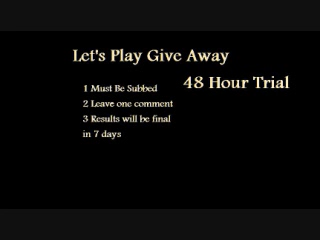 Let's Play Give Away
48 Hour Trial
1 Must Be Subbed
2 Leave one comment
3 Results will be final
in 7 days